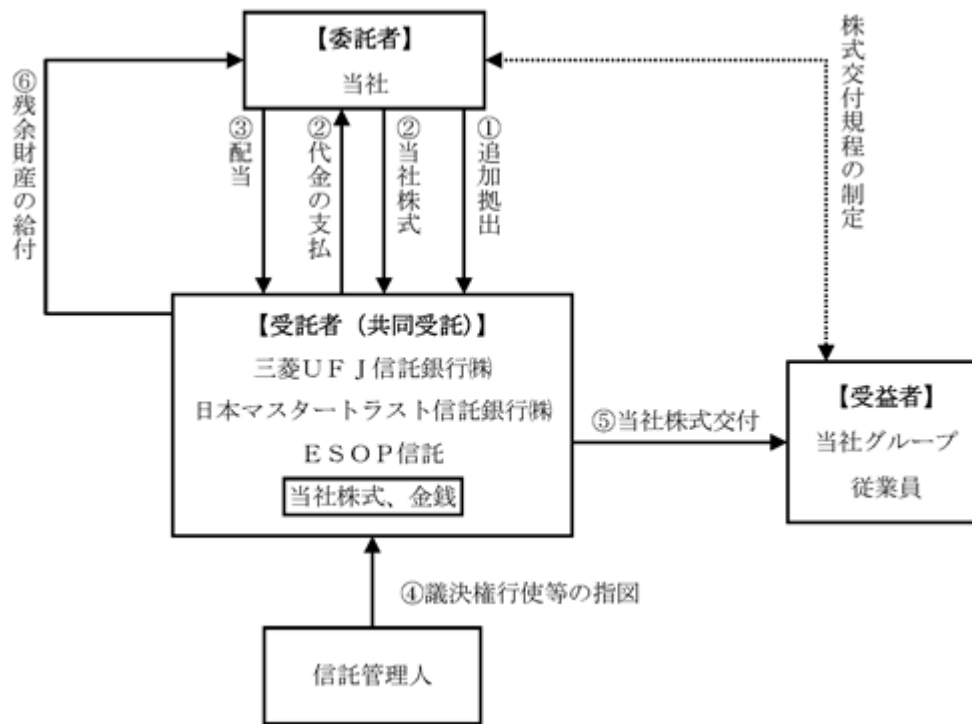 【委託者】
当社
⑥残余財産の給付
③配当
②代金の支払
②当社株式
①追加拠出
株式交付規程の制定
【受託者（共同受託）】
三菱ＵＦＪ信託銀行㈱
日本マスタートラスト信託銀行㈱
ＥＳＯＰ信託
当社株式、金銭
⑤当社株式交付
【受益者】
当社グループ
従業員
④議決権行使等の指図
信託管理人